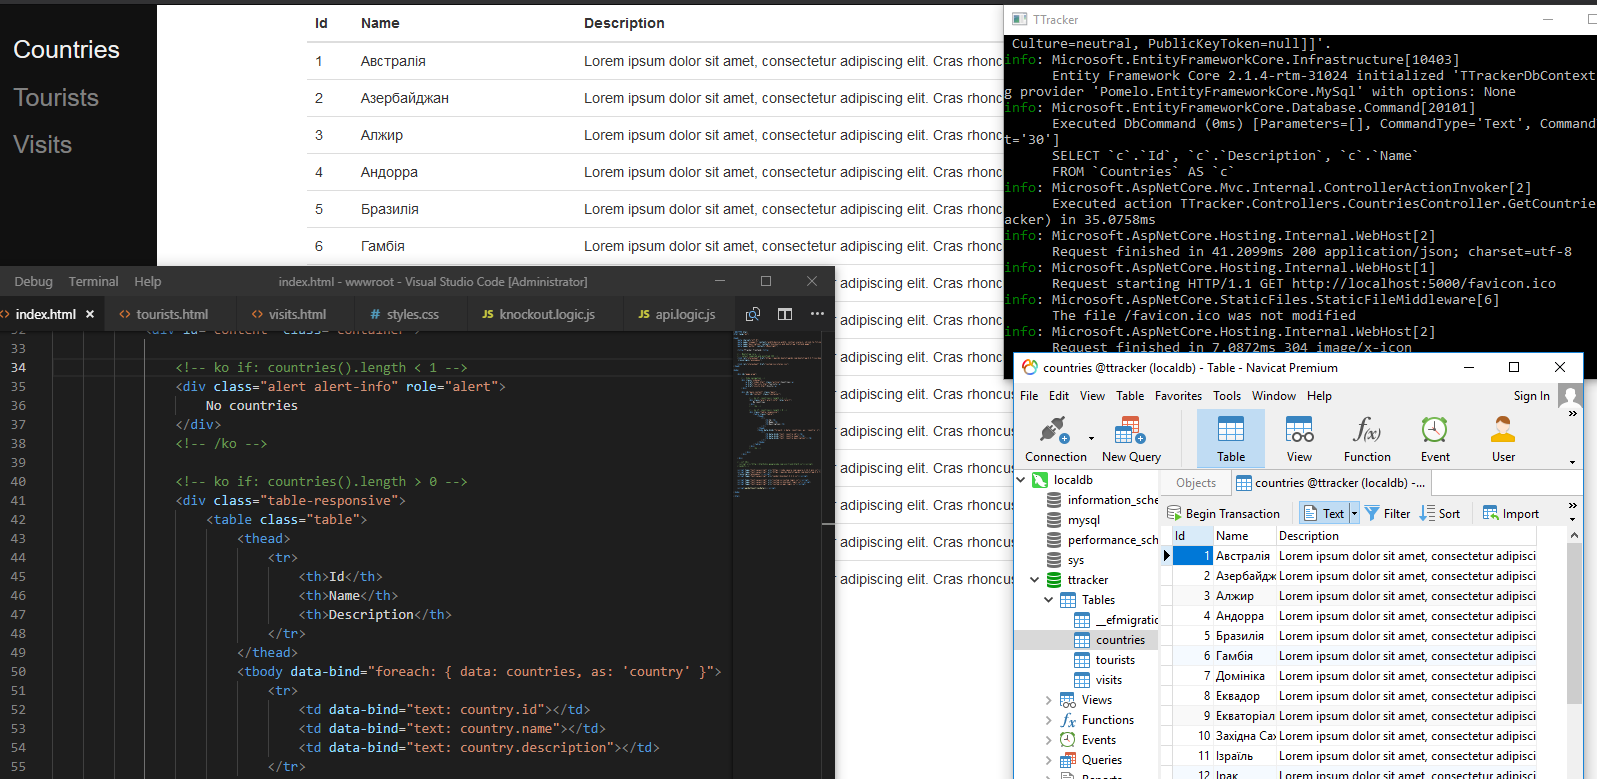 Countries
Tourists
Visits
Id Name Description
1 Австралія Lorem ipsum dolor sit amet, consectetur adipiscing elit. Cras rhonc
2 Азербайджан Lorem ipsum dolor sit amet, consectetur adipiscing elit. Cras rhonc
3 Алжир Lorem ipsum dolor sit amet, consectetur adipiscing elit. Cras rhonc
4 Андорра Lorem ipsum dolor sit amet, consectetur adipiscing elit. Cras rhonc
5 Бразилія Lorem ipsum dolor sit amet, consectetur adipiscing elit. Cras rhonc
6 Гамбія Lorem ipsum dolor sit amet, consectetur adipiscing elit. Cras rhonc
adipiscing elit. Cras rhonc
adipiscing elit. Cras rhonc
adipiscing elit. Cras rhoncus
adipiscing elit. Cras rhoncus
adipiscing elit. Cras rhoncus
adipiscing elit. Cras rhoncus
adipiscing elit. Cras rhoncus
adipiscing elit. Cras rhoncus
adipiscing elit. Cras rhoncus
TTracker
Culture=neutral, PublicKeyToken=null]]'.
info: Microsoft.EntityFrameworkCore.Infrastructure[10403]
Entity Framework Core 2.1.4-rtm-31024 initialized 'TTrackerDbContext
g provider 'Pomelo.EntityFrameworkCore.MySql' with options: None
info: Microsoft.EntityFrameworkCore.Database.Command[20101]
Executed DbCommand (0ms) [Parameters=[], CommandType='Text', Command
t='30']
SELECT `c`.`Id`, `c`.`Description`, `c`.`Name`
FROM `Countries` AS `c`
info: Microsoft.AspNetCore.Mvc.Internal.ControllerActionInvoker[2]
Executed action TTracker.Controllers.CountriesController.GetCountrie
acker) in 35.0758ms
info: Microsoft.AspNetCore.Hosting.Internal.WebHost[2]
Request finished in 41.2099ms 200 application/json; charset=utf-8
info: Microsoft.AspNetCore.Hosting.Internal.WebHost[1]
Request starting HTTP/1.1 GET http://localhost:5000/favicon.ico
info: Microsoft.AspNetCore.StaticFiles.StaticFileMiddleware[6]
The file /favicon.ico was not modified
info: Microsoft.AspNetCore.Hosting.Internal.WebHost[2]
Request finished in 7.0872ms 304 image/x-icon
Debug Terminal Help index.html - wwwroot - Visual Studio Code [Administrator]
index.html tourists.html visits.html # styles.css JS knockout.logic.js JS api.logic.js
32 <div id="content" class="container">
33
34 <!-- ko if: countries().length < 1 -->
35 <div class="alert alert-info" role="alert">
36 No countries
37 </div>
38 <!-- /ko -->
39
40 <!-- ko if: countries().length > 0 -->
41 <div class="table-responsive">
42 <table class="table">
43 <thead>
44 <tr>
45 <th>Id</th>
46 <th>Name</th>
47 <th>Description</th>
48 </tr>
49 </thead>
50 <tbody data-bind="foreach: { data: countries, as: 'country' }">
51 <tr>
52 <td data-bind="text: country.id"></td>
53 <td data-bind="text: country.name"></td>
54 <td data-bind="text: country.description"></td>
55 </tr>
countries @ttracker (localdb) - Table - Navicat Premium
File Edit View Table Favorites Tools Window Help Sign In
Connection New Query Table View Function Event User
localdb
information_sche
mysql
performance_sch
sys
ttracker
Tables
__efmigratio
countries
tourists
visits
Views
Functions
Events
Queries
Reports
Objects countries @ttracker (localdb) -...
Begin Transaction Text Filter Sort Import
Id Name Description
1 Австралія Lorem ipsum dolor sit amet, consectetur adipisci
2 Азербайдж Lorem ipsum dolor sit amet, consectetur adipisci
3 Алжир Lorem ipsum dolor sit amet, consectetur adipisci
4 Андорра Lorem ipsum dolor sit amet, consectetur adipisci
5 Бразилія Lorem ipsum dolor sit amet, consectetur adipisci
6 Гамбія Lorem ipsum dolor sit amet, consectetur adipisci
7 Домініка Lorem ipsum dolor sit amet, consectetur adipisci
8 Еквадор Lorem ipsum dolor sit amet, consectetur adipisci
9 Екваторіал Lorem ipsum dolor sit amet, consectetur adipisci
10 Західна Сах Lorem ipsum dolor sit amet, consectetur adipisci
11 Ізраїль Lorem ipsum dolor sit amet, consectetur adipisci
12 Ірак Lorem ipsum dolor sit amet, consectetur adipisci